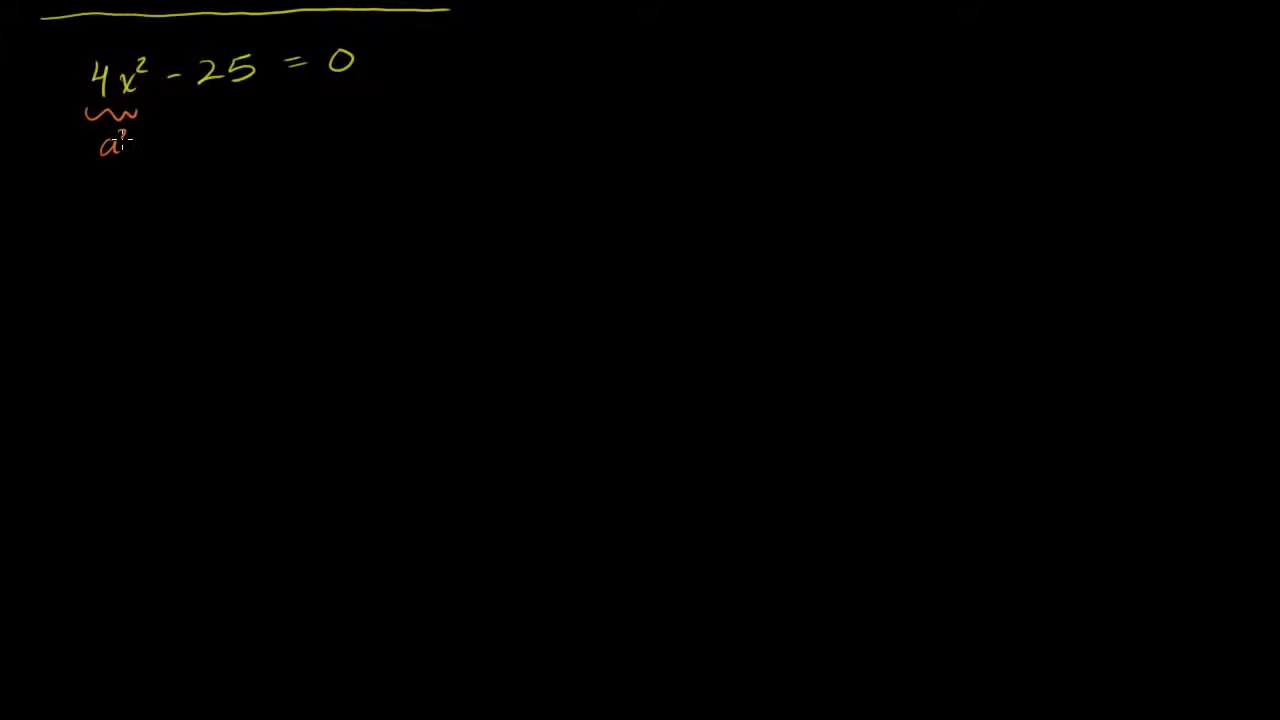 4x² - 25 = 0
a²